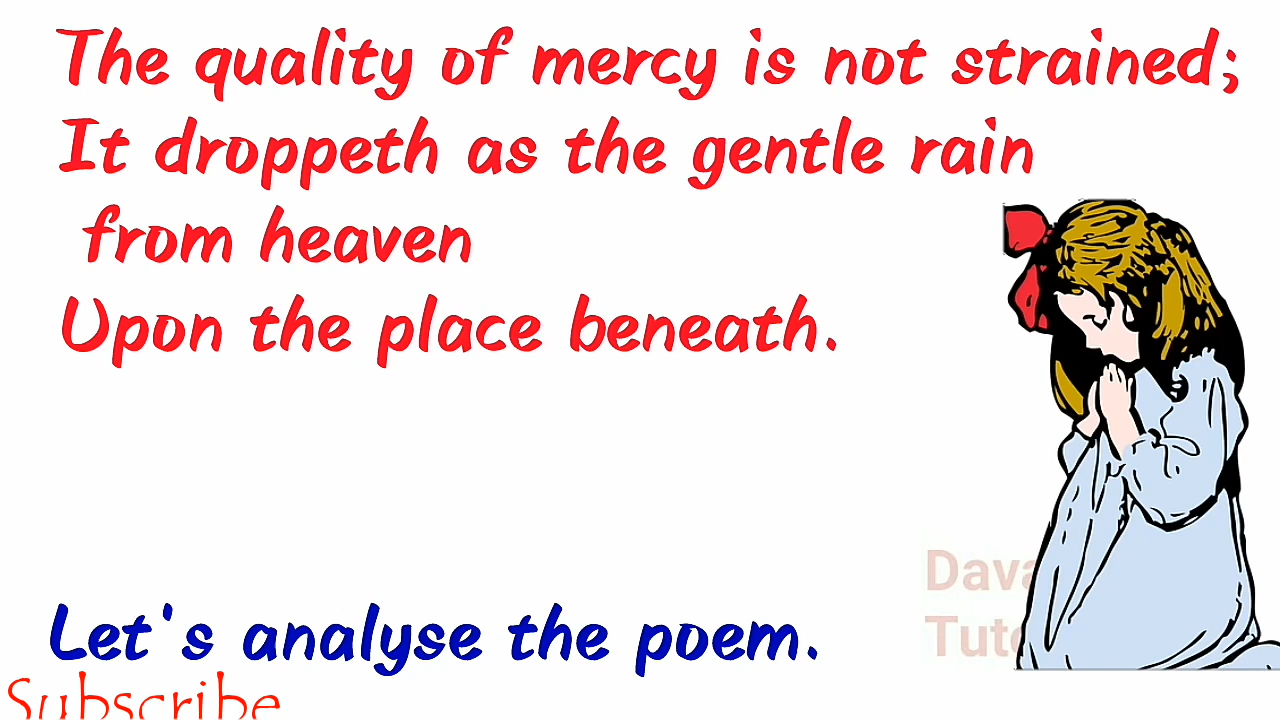 The quality of mercy is not strained;
It droppeth as the gentle rain
from heaven
Upon the place beneath.
Let's analyse the poem.
Subscribe